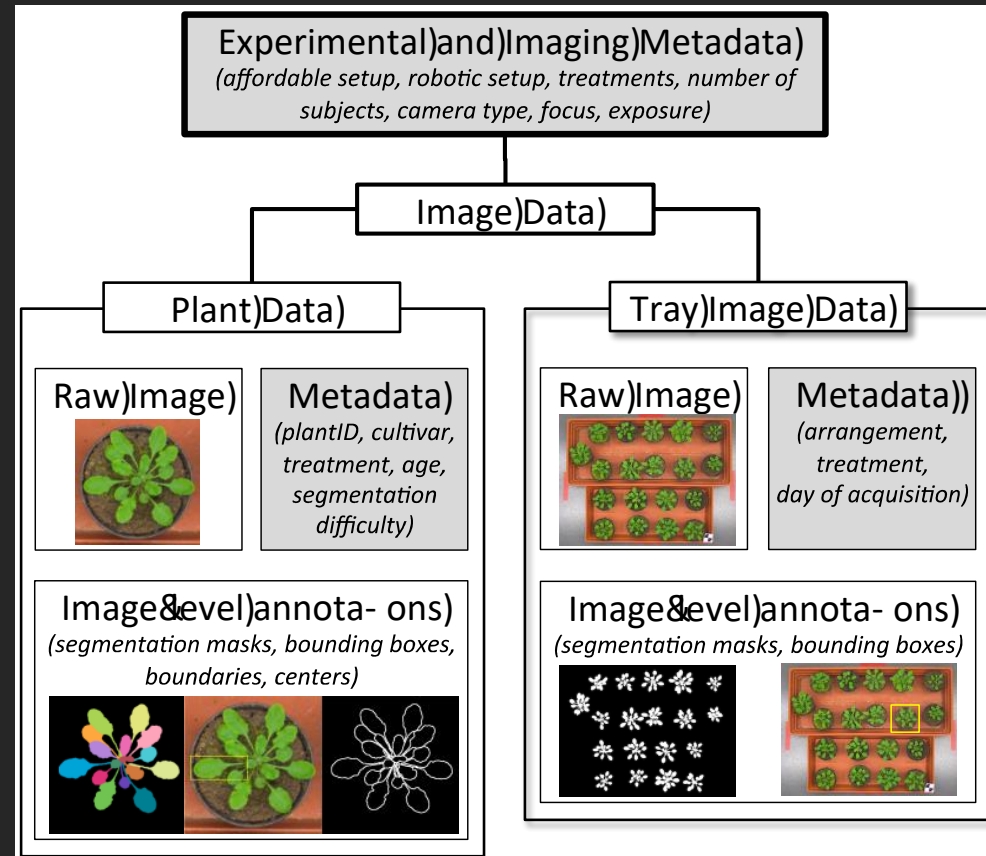 Experimental)and)Imaging)Metadata)
(affordable setup, robotic setup, treatments, number of
subjects, camera type, focus, exposure)
Image)Data)
Plant)Data)
Raw)Image)
Metadata)
(plantID, cultivar,
treatment, age,
segmentation
difficulty)
Image&level)annota- ons)
(segmentation masks, bounding boxes,
boundaries, centers)
Tray)Image)Data)
Raw)Image)
Metadata))
(arrangement,
treatment,
day of acquisition)
Image&level)annota- ons)
(segmentation masks, bounding boxes)